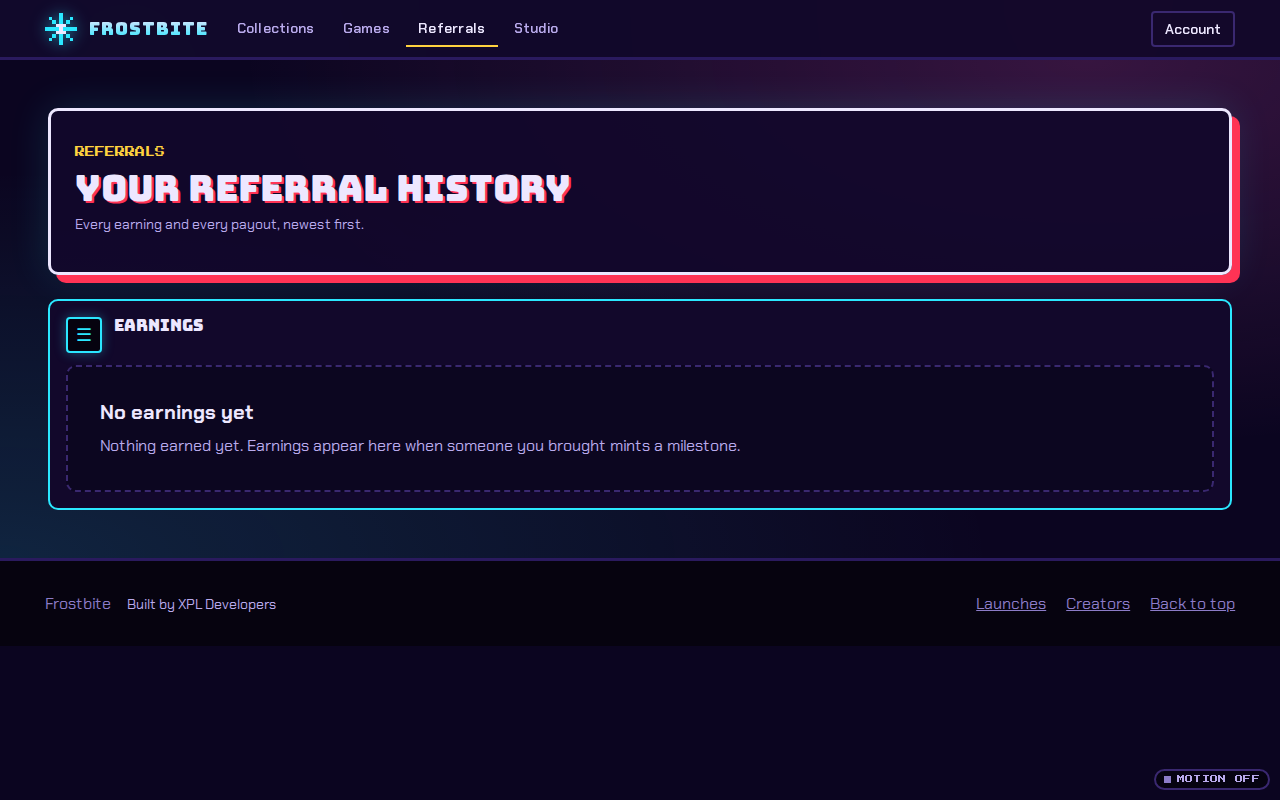 FROSTBITE Collections Games Referrals Studio Account
REFERRALS
YOUR REFERRAL HISTORY
Every earning and every payout, newest first.
EARNINGS
No earnings yet
Nothing earned yet. Earnings appear here when someone you brought mints a milestone.
Frostbite Built by XPL Developers Launches Creators Back to top
MOTION OFF